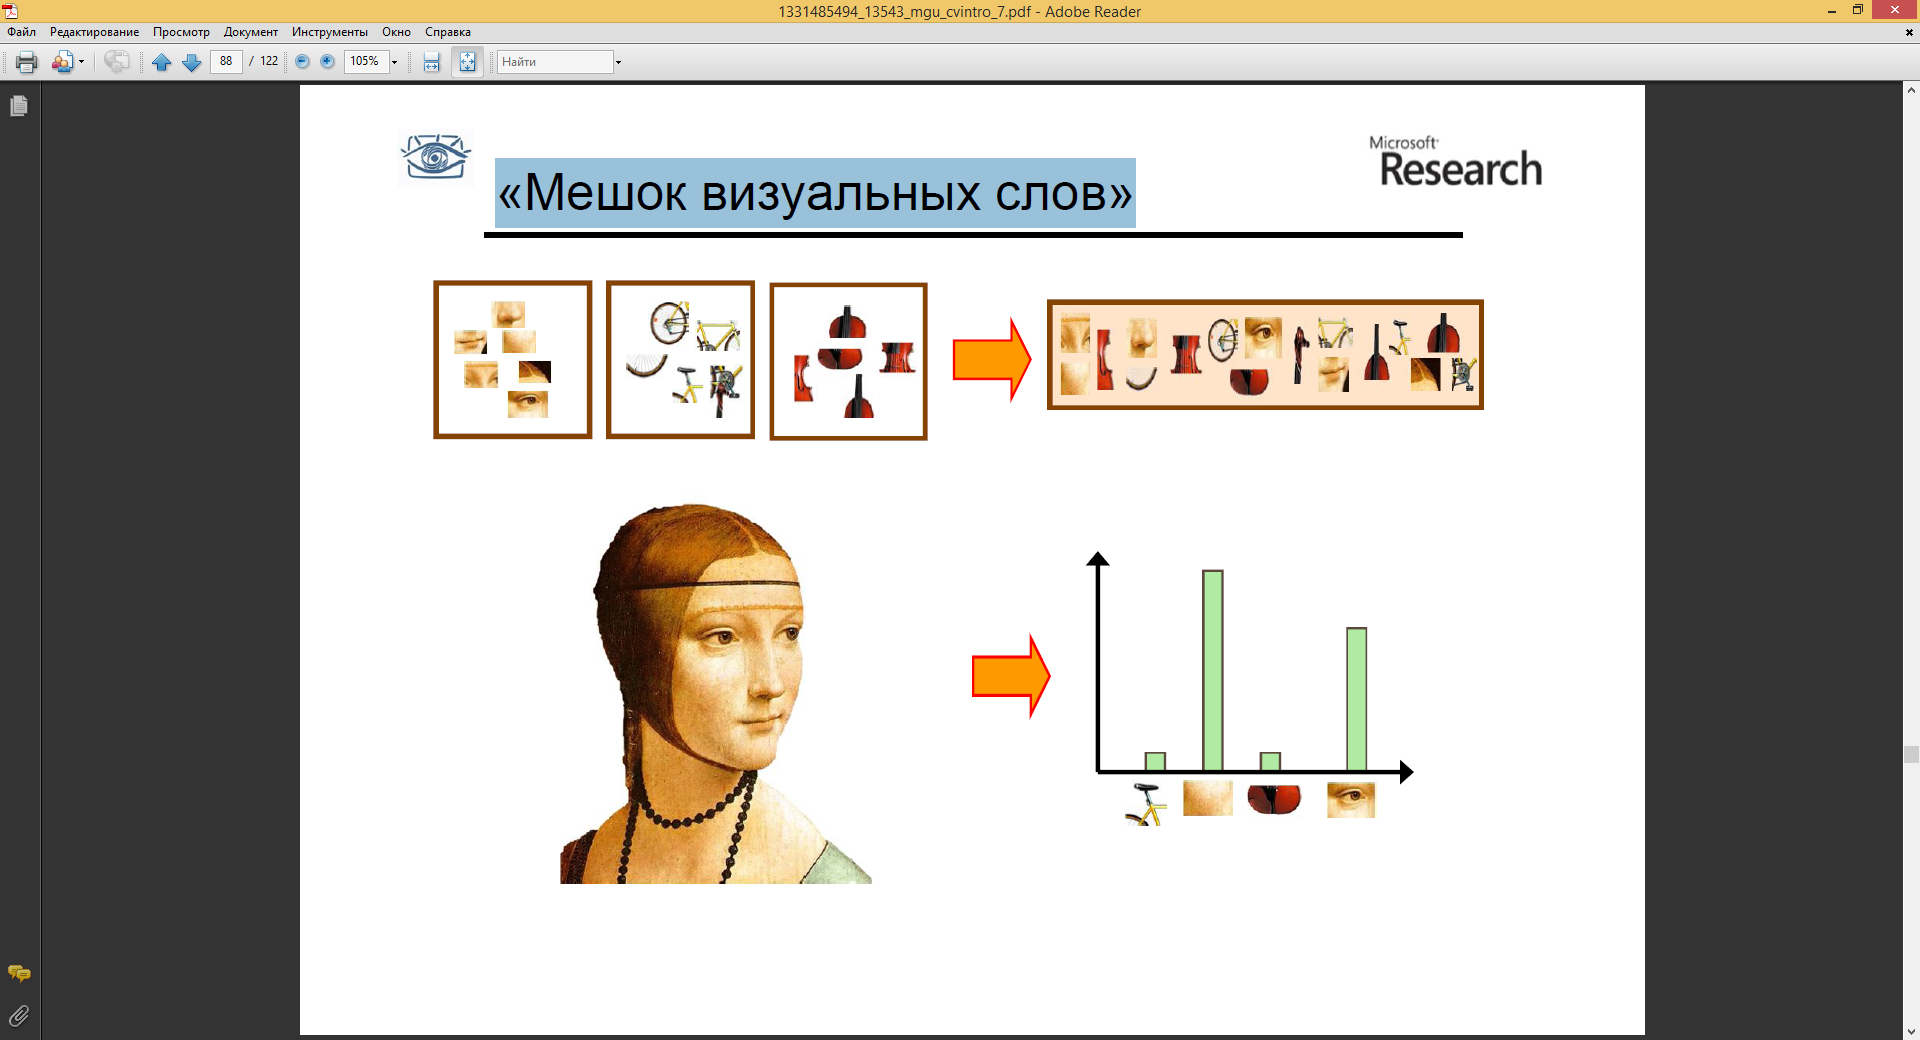 1331485494_13543_mgu_cvintro_7.pdf - Adobe Reader
Файл Редактирование Просмотр Документ Инструменты Окно Справка
88 / 122 105% Найти
Microsoft
Research
«Мешок визуальных слов»